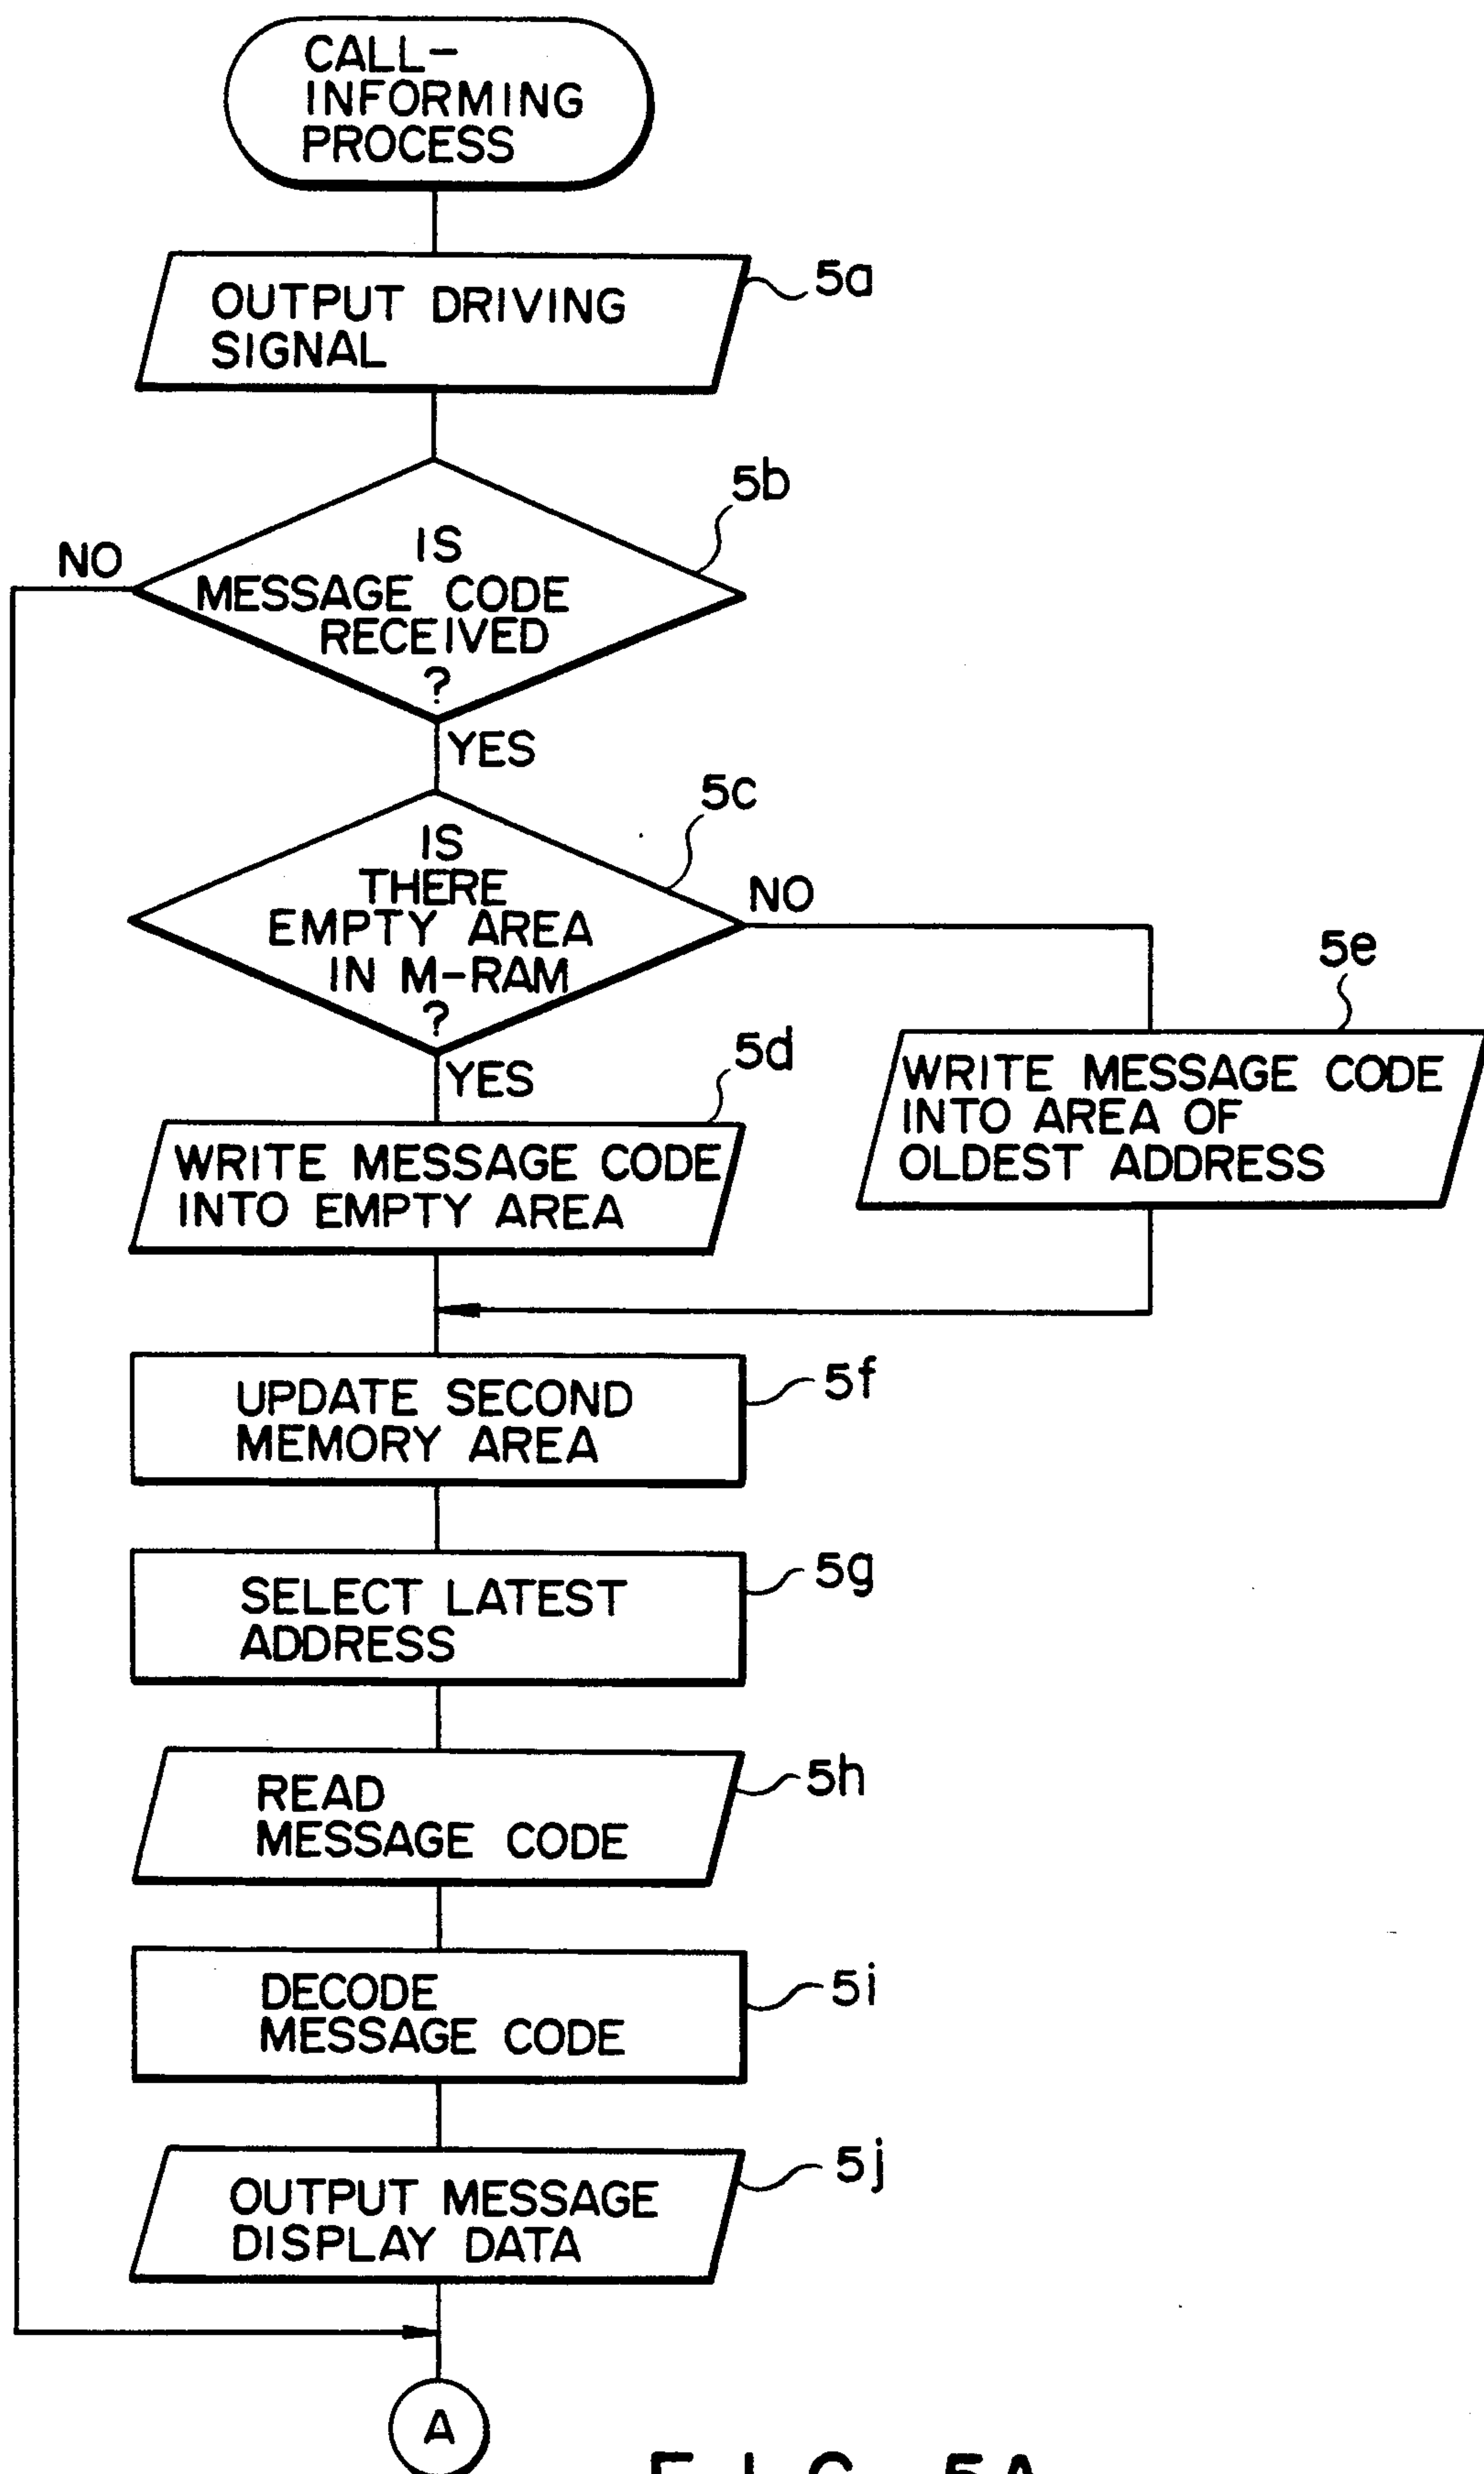 CALL-
INFORMING
PROCESS
OUTPUT DRIVING
SIGNAL
5a
5b
NO
IS
MESSAGE CODE
RECEIVED
?
YES
5c
IS
THERE
EMPTY AREA
IN M-RAM
?
NO
YES
5d
5e
WRITE MESSAGE CODE
INTO EMPTY AREA
WRITE MESSAGE CODE
INTO AREA OF
OLDEST ADDRESS
UPDATE SECOND
MEMORY AREA
5f
SELECT LATEST
ADDRESS
5g
READ
MESSAGE CODE
5h
DECODE
MESSAGE CODE
5i
OUTPUT MESSAGE
DISPLAY DATA
5j
A
FIG. 5A